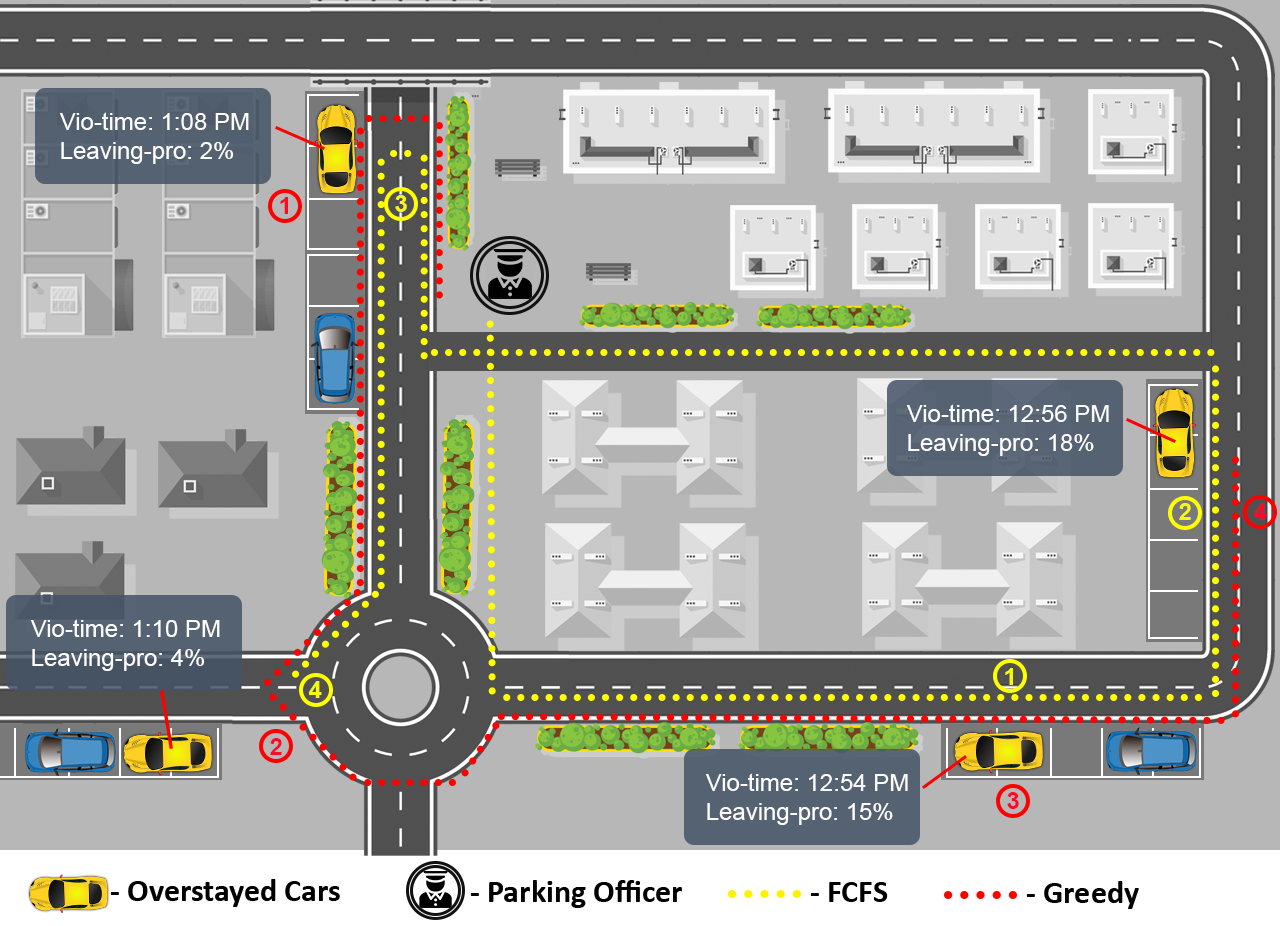 Vio-time: 1:08 PM
Leaving-pro: 2%
1
3
Vio-time: 12:56 PM
Leaving-pro: 18%
2
4
Vio-time: 1:10 PM
Leaving-pro: 4%
4
1
2
Vio-time: 12:54 PM
Leaving-pro: 15%
3
- Overstayed Cars
- Parking Officer
- FCFS
- Greedy